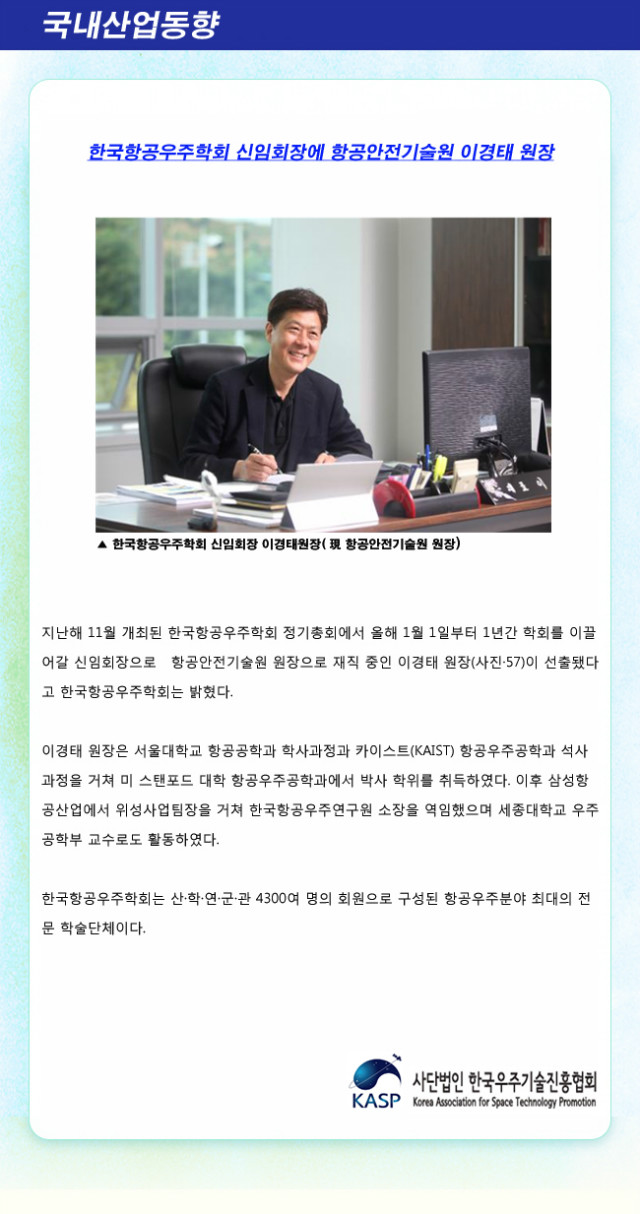 국내산업동향
한국항공우주학회 신임회장에 항공안전기술원 이경태 원장
▲ 한국항공우주학회 신임회장 이경태원장( 現 항공안전기술원 원장)
지난해 11월 개최된 한국항공우주학회 정기총회에서 올해 1월 1일부터 1년간 학회를 이끌
어갈 신임회장으로 항공안전기술원 원장으로 재직 중인 이경태 원장(사진·57)이 선출됐다
고 한국항공우주학회는 밝혔다.
이경태 원장은 서울대학교 항공공학과 학사과정과 카이스트(KAIST) 항공우주공학과 석사
과정을 거쳐 미 스탠포드 대학 항공우주공학과에서 박사 학위를 취득하였다. 이후 삼성항
공산업에서 위성사업팀장을 거쳐 한국항공우주연구원 소장을 역임했으며 세종대학교 우주
공학부 교수로도 활동하였다.
한국항공우주학회는 산·학·연·군·관 4300여 명의 회원으로 구성된 항공우주분야 최대의 전
문 학술단체이다.
사단법인 한국우주기술진흥협회
KASP Korea Association for Space Technology Promotion